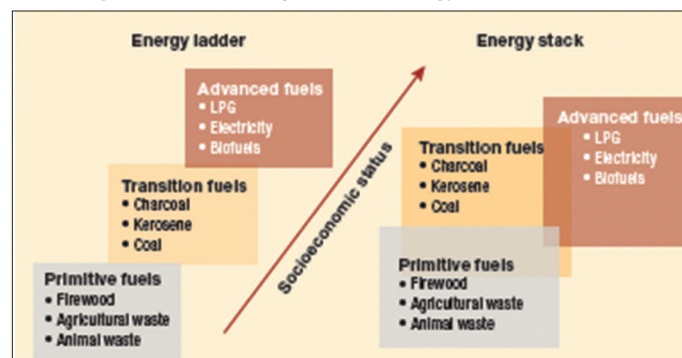 Energy ladder
Advanced fuels
• LPG
• Electricity
• Biofuels
Transition fuels
• Charcoal
• Kerosene
• Coal
Primitive fuels
• Firewood
• Agricultural waste
• Animal waste
Socioeconomic status
Energy stack
Advanced fuels
• LPG
• Electricity
• Biofuels
Transition fuels
• Charcoal
• Kerosene
• Coal
Primitive fuels
• Firewood
• Agricultural waste
• Animal waste